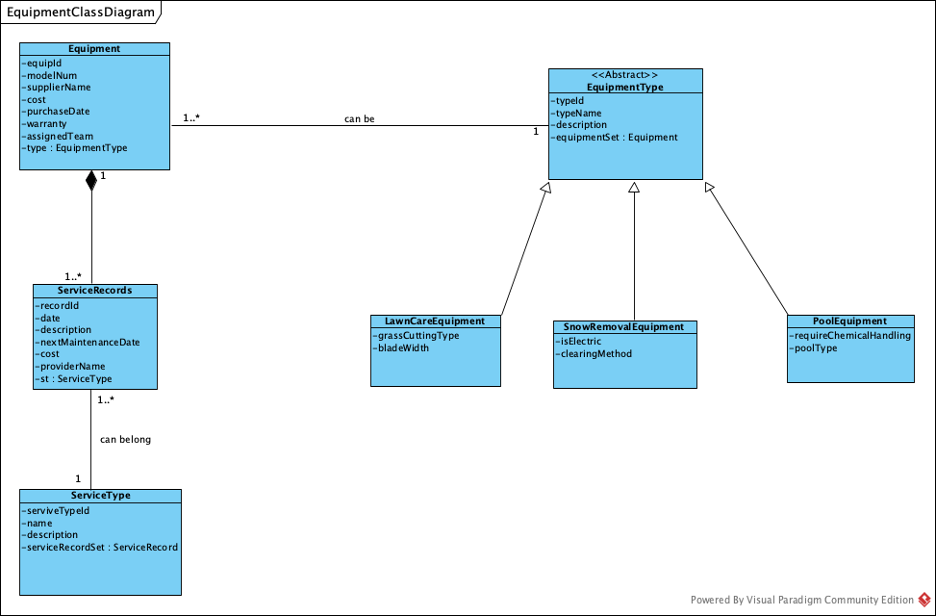 EquipmentClassDiagram
Equipment
-equipId
-modelNum
-supplierName
-cost
-purchaseDate
-warranty
-assignedTeam
-type : EquipmentType
1..*
can be
1
<<Abstract>>
EquipmentType
-typeId
-typeName
-description
-equipmentSet : Equipment
1
1..*
ServiceRecords
-recordId
-date
-description
-nextMaintenanceDate
-cost
-providerName
-st : ServiceType
LawnCareEquipment
-grassCuttingType
-bladeWidth
SnowRemovalEquipment
-isElectric
-clearingMethod
PoolEquipment
-requireChemicalHandling
-poolType
1..*
can belong
1
ServiceType
-serviveTypeId
-name
-description
-serviceRecordSet : ServiceRecord
Powered By Visual Paradigm Community Edition